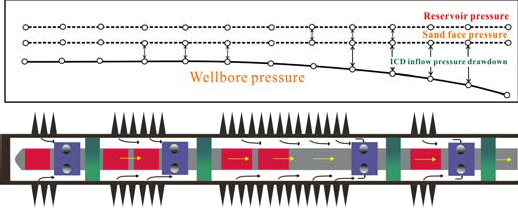 Reservoir pressure
Sand face pressure
ICD inflow pressure drawdown
Wellbore pressure